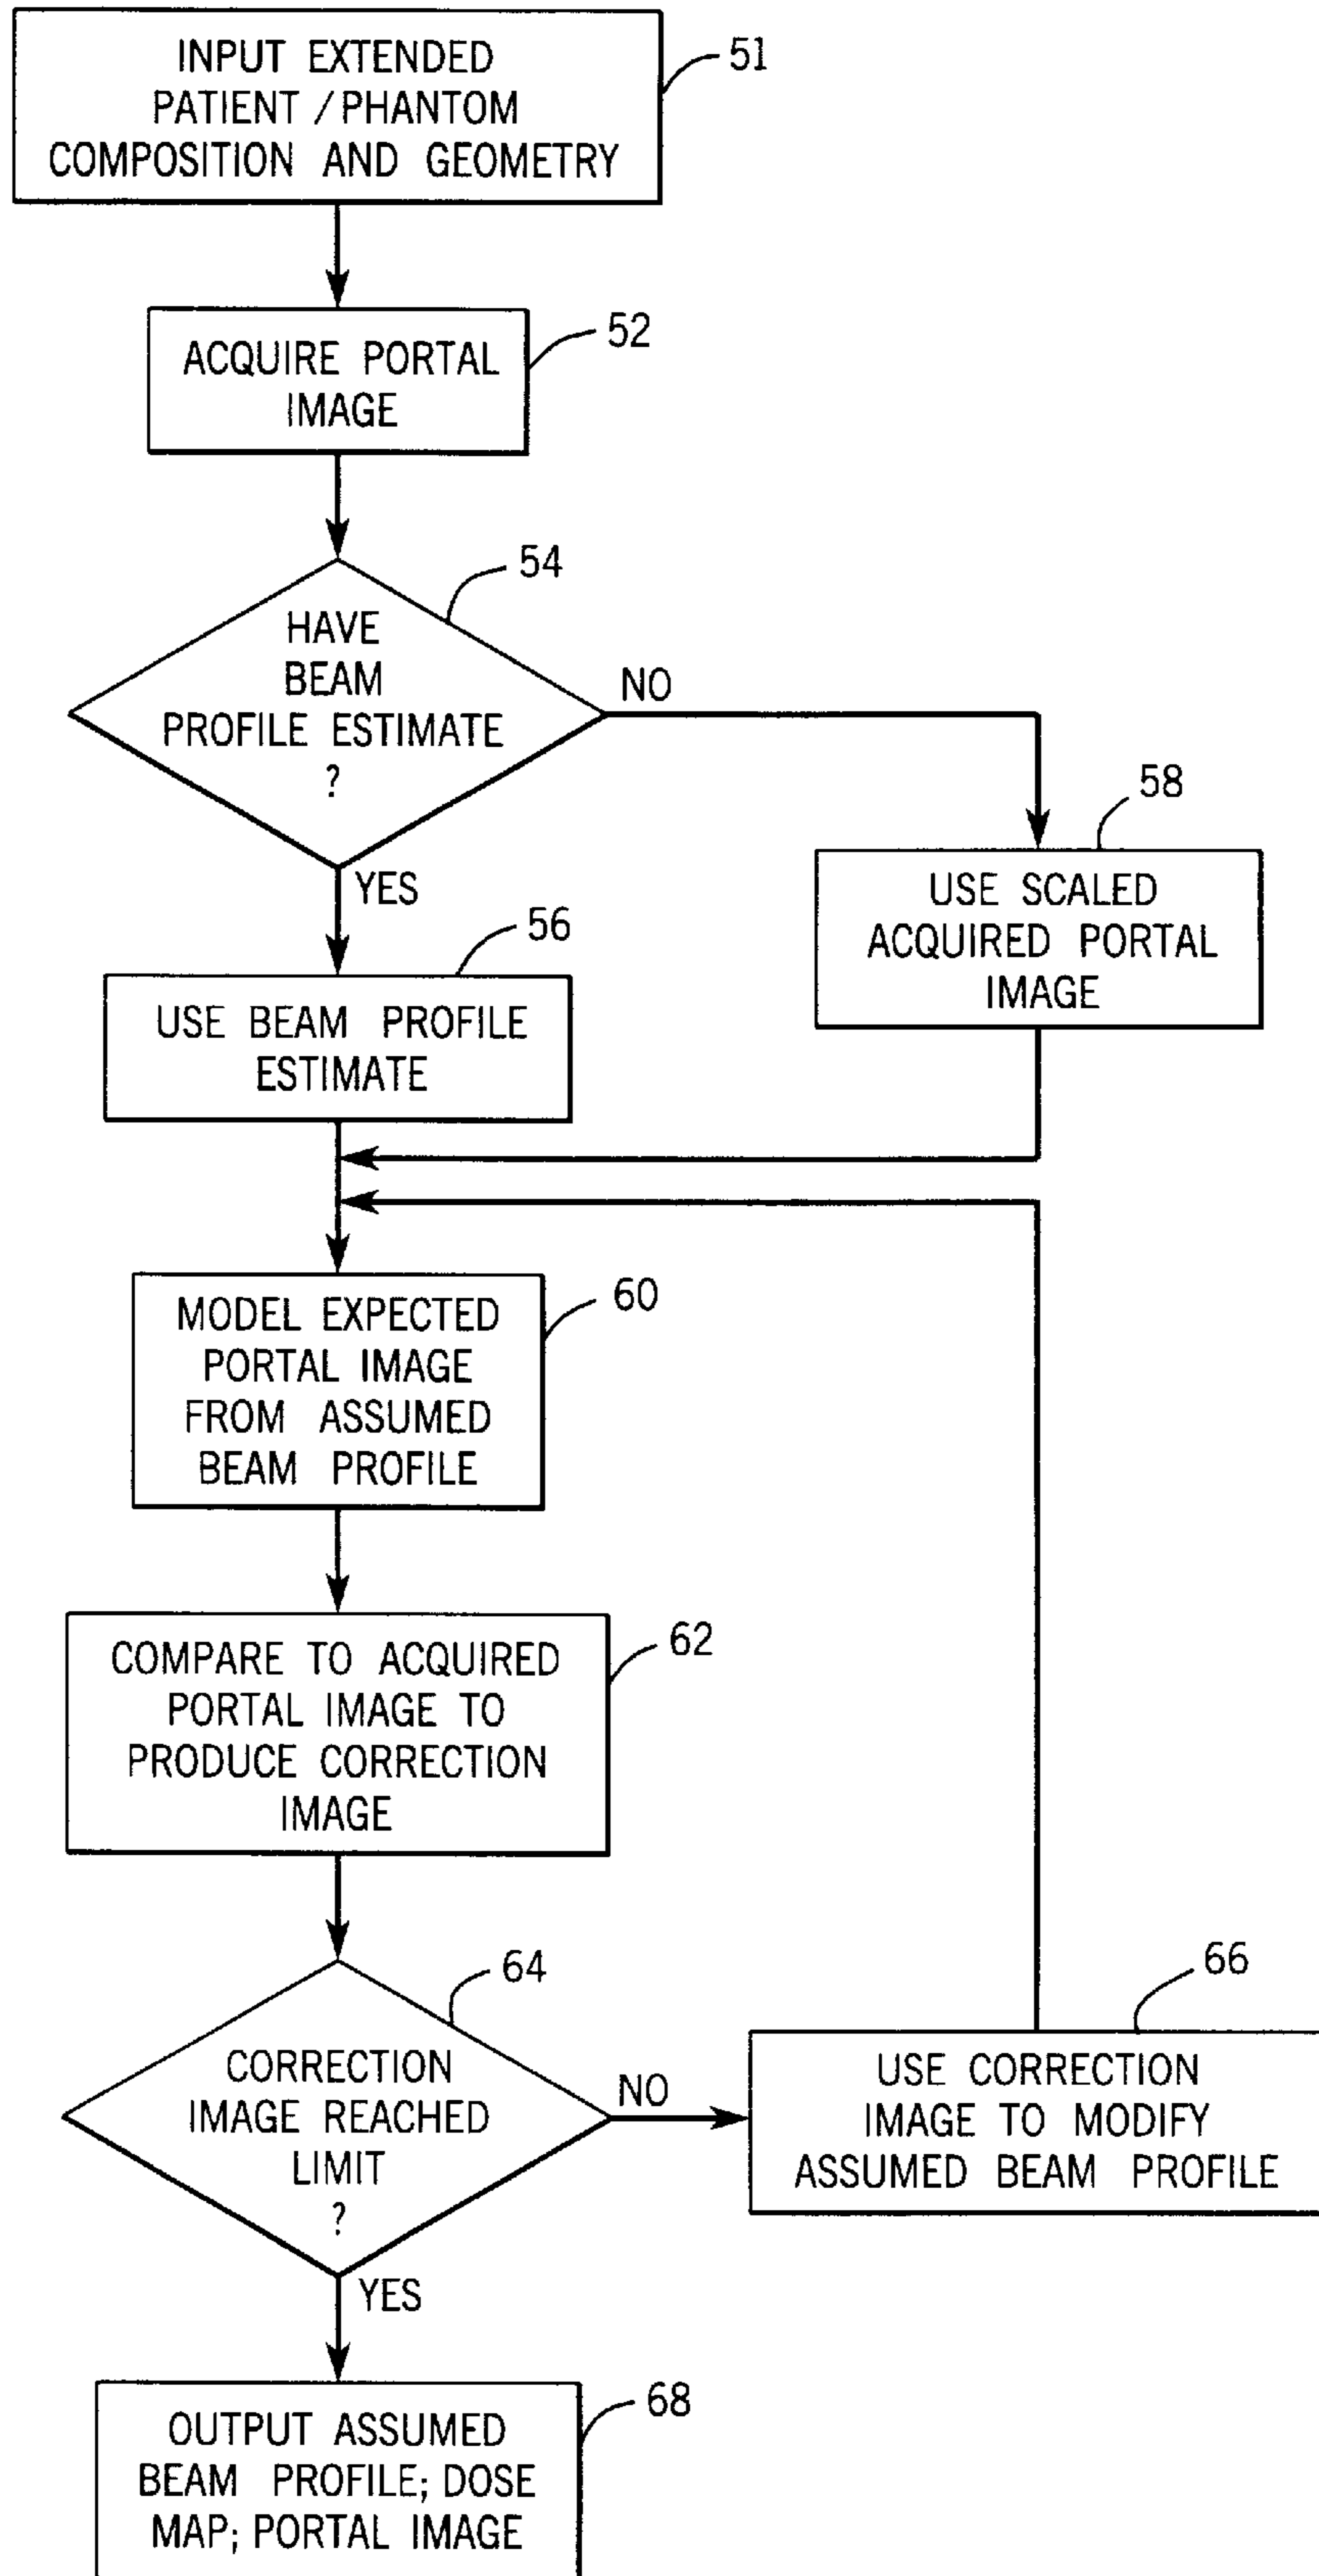 INPUT EXTENDED
PATIENT / PHANTOM
COMPOSITION AND GEOMETRY
51
ACQUIRE PORTAL
IMAGE
52
HAVE
BEAM
PROFILE ESTIMATE
?
54
NO
YES
58
USE SCALED
ACQUIRED PORTAL
IMAGE
56
USE BEAM PROFILE
ESTIMATE
60
MODEL EXPECTED
PORTAL IMAGE
FROM ASSUMED
BEAM PROFILE
62
COMPARE TO ACQUIRED
PORTAL IMAGE TO
PRODUCE CORRECTION
IMAGE
64
CORRECTION
IMAGE REACHED
LIMIT
?
NO
YES
66
USE CORRECTION
IMAGE TO MODIFY
ASSUMED BEAM PROFILE
68
OUTPUT ASSUMED
BEAM PROFILE; DOSE
MAP; PORTAL IMAGE